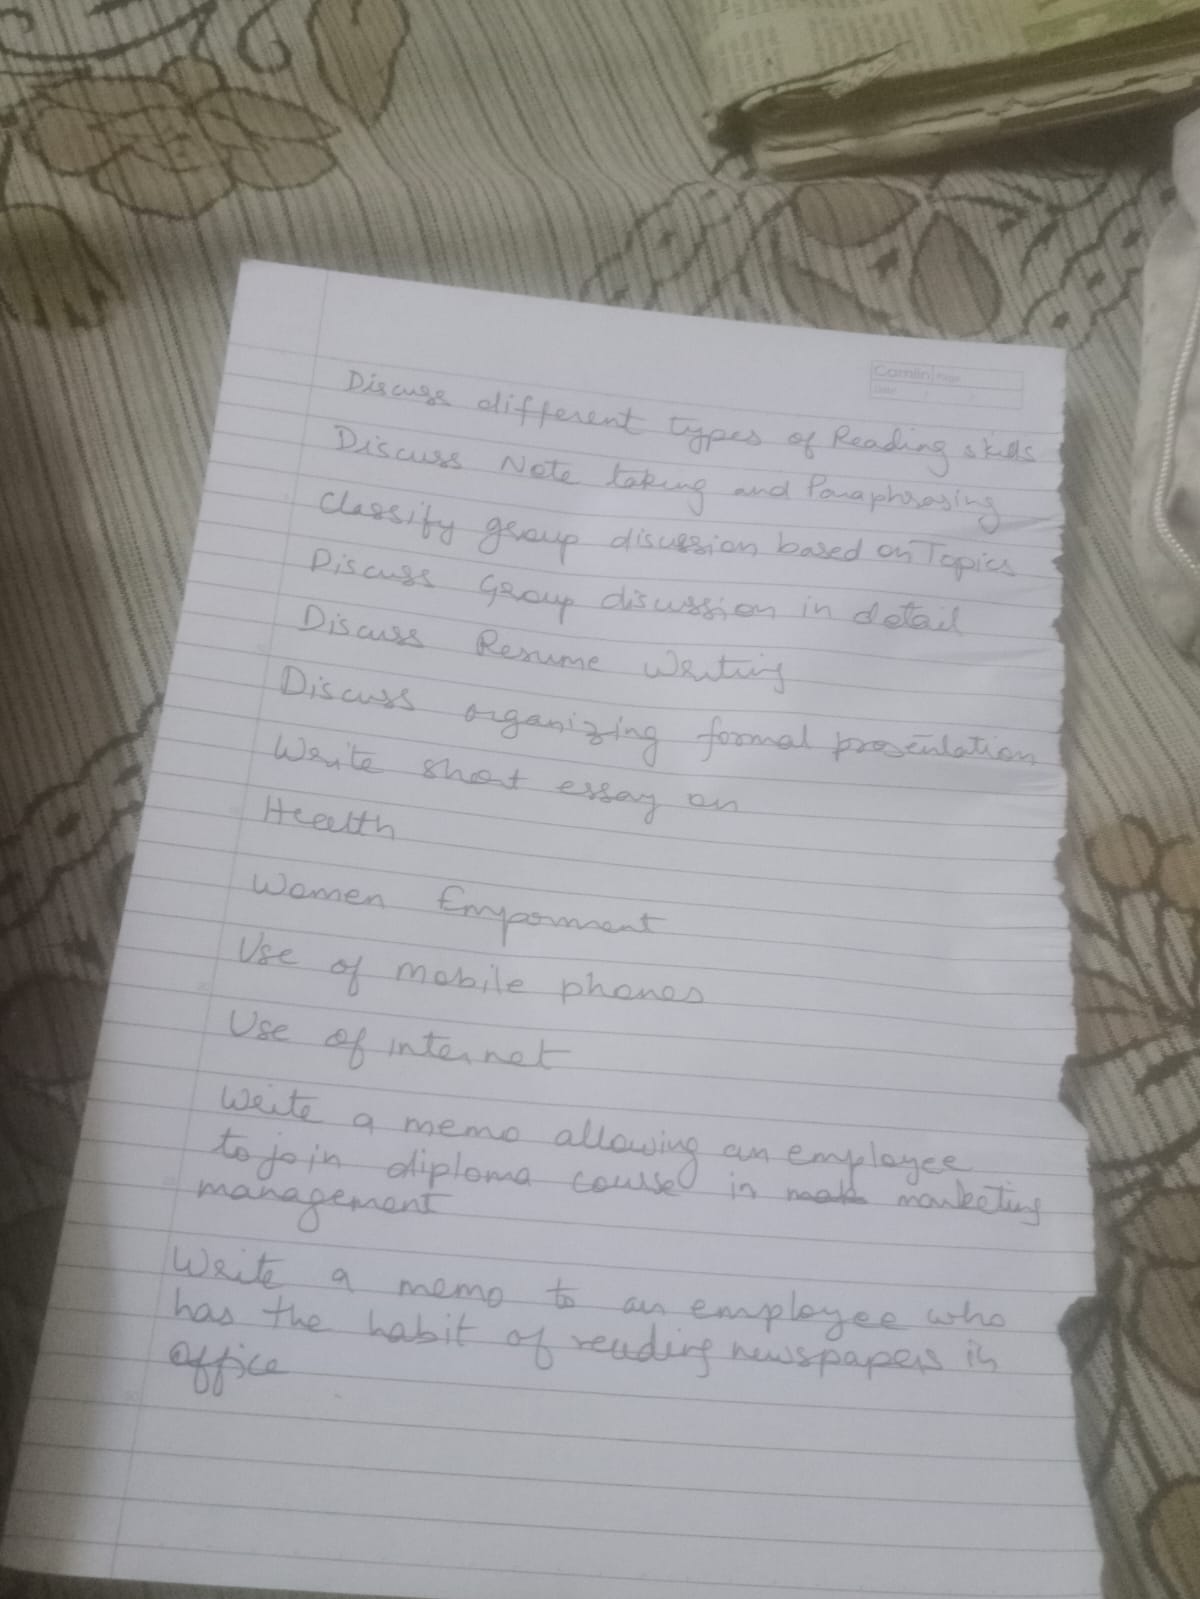 Camlin Page
Date
Discuss different types of Reading skills
Discuss Note taking and Paraphrasing
Classify group discussion based on Topics
Discuss Group discussion in detail
Discuss Resume Writing
Discuss organizing formal presentation
Write short essay on
Health
Women Emporment
Use of mobile phones
Use of internet
Write a memo allowing an employee
to join diploma course in marketing
management
Write a memo to an employee who
has the habit of reading newspapers in
office